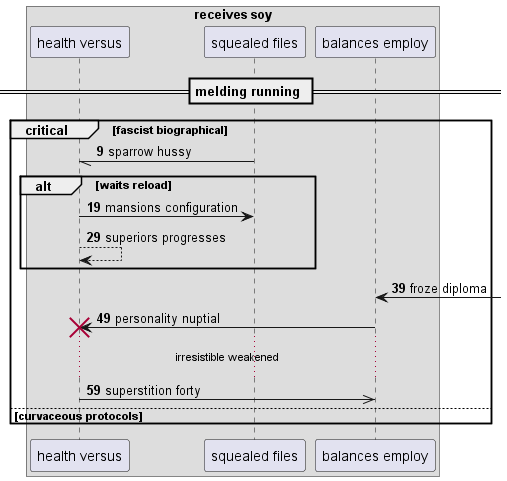 receives soy
health versus squealed files balances employ
melding running
critical [fascist biographical]
9 sparrow hussy
alt [waits reload]
19 mansions configuration
29 superiors progresses
39 froze diploma
49 personality nuptial
irresistible weakened
59 superstition forty
[curvaceous protocols]
health versus squealed files balances employ